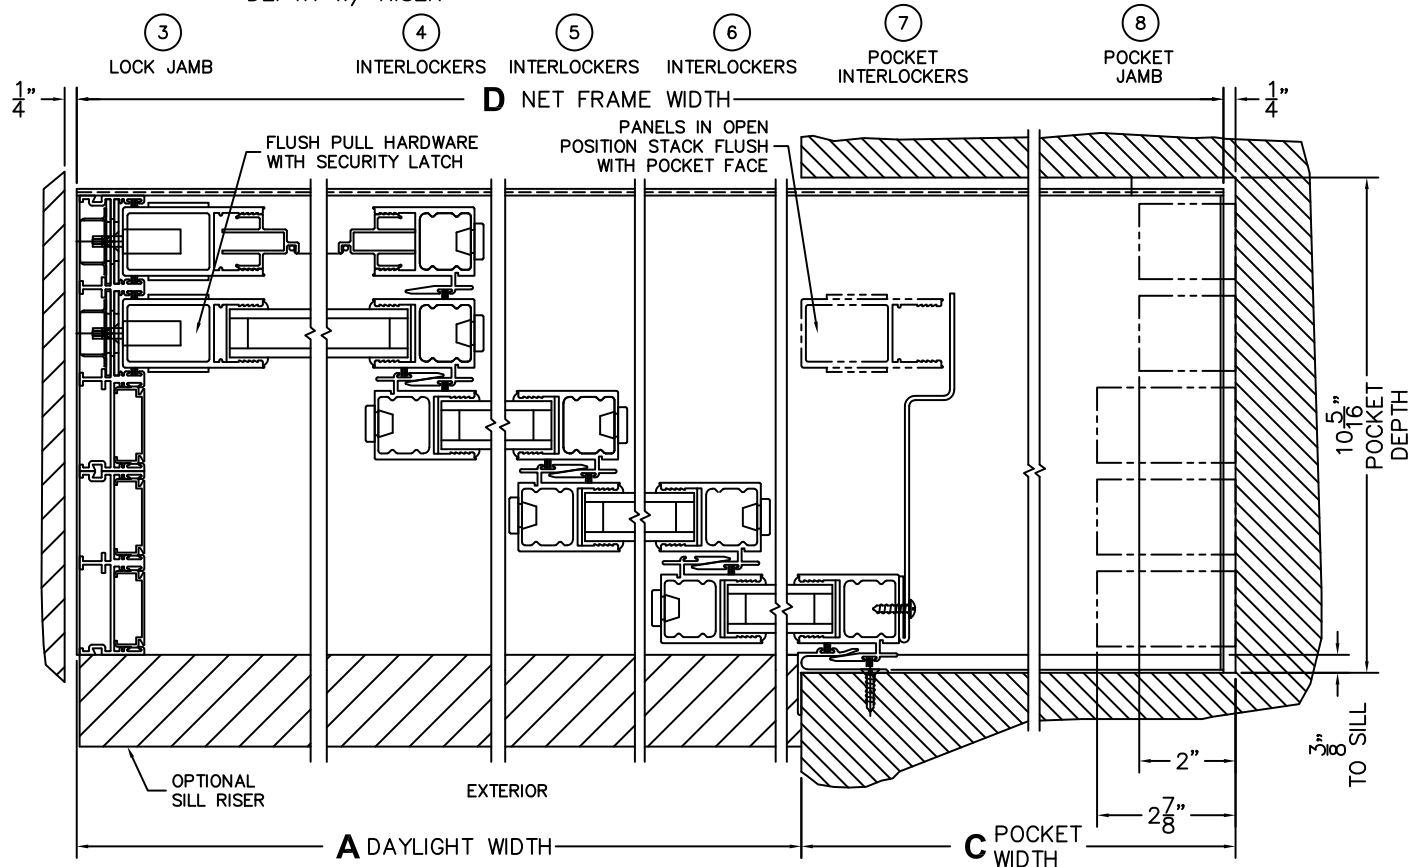 DEPTH W/ RISER
3
LOCK JAMB
4
INTERLOCKERS
5
INTERLOCKERS
6
INTERLOCKERS
7
POCKET
INTERLOCKERS
8
POCKET
JAMB
1/4"
D NET FRAME WIDTH
1/4"
FLUSH PULL HARDWARE
WITH SECURITY LATCH
PANELS IN OPEN
POSITION STACK FLUSH
WITH POCKET FACE
10 5/16"
POCKET
DEPTH
3/8"
TO SILL
2"
2 7/8"
OPTIONAL
SILL RISER
EXTERIOR
A DAYLIGHT WIDTH
C POCKET
WIDTH